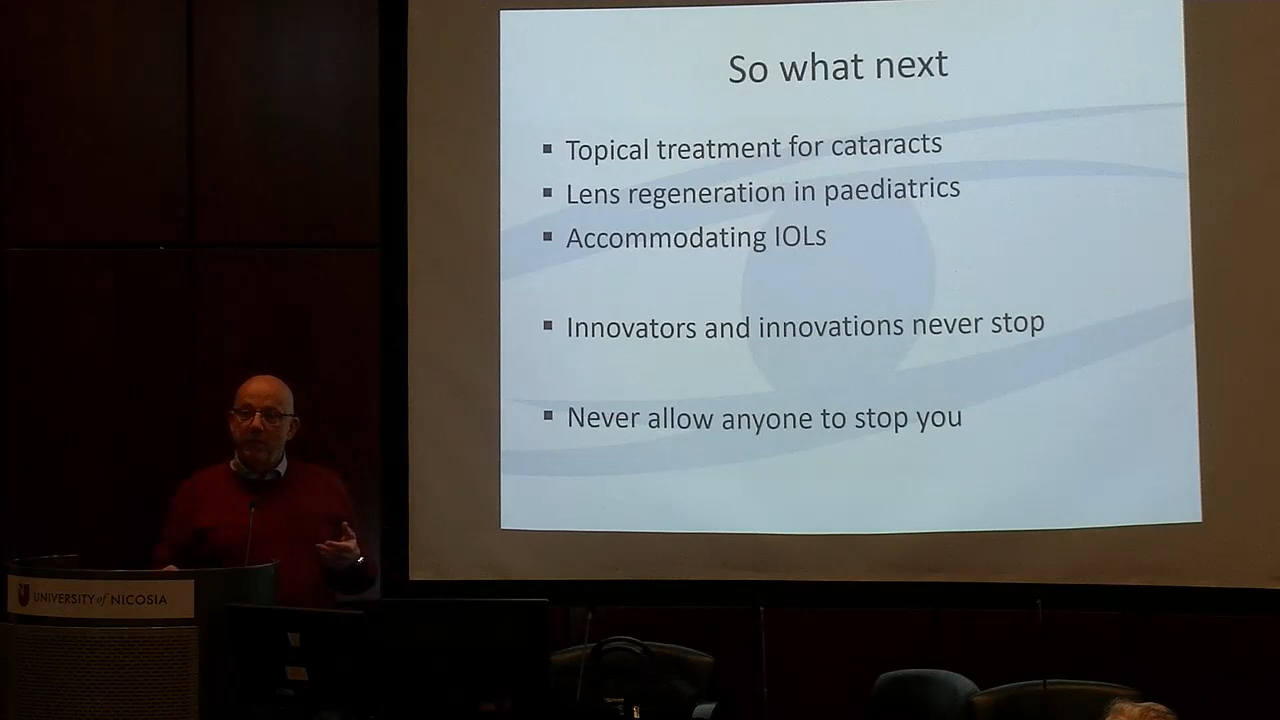 So what next
▪ Topical treatment for cataracts
▪ Lens regeneration in paediatrics
▪ Accommodating IOLs
▪ Innovators and innovations never stop
▪ Never allow anyone to stop you
UNIVERSITY of NICOSIA